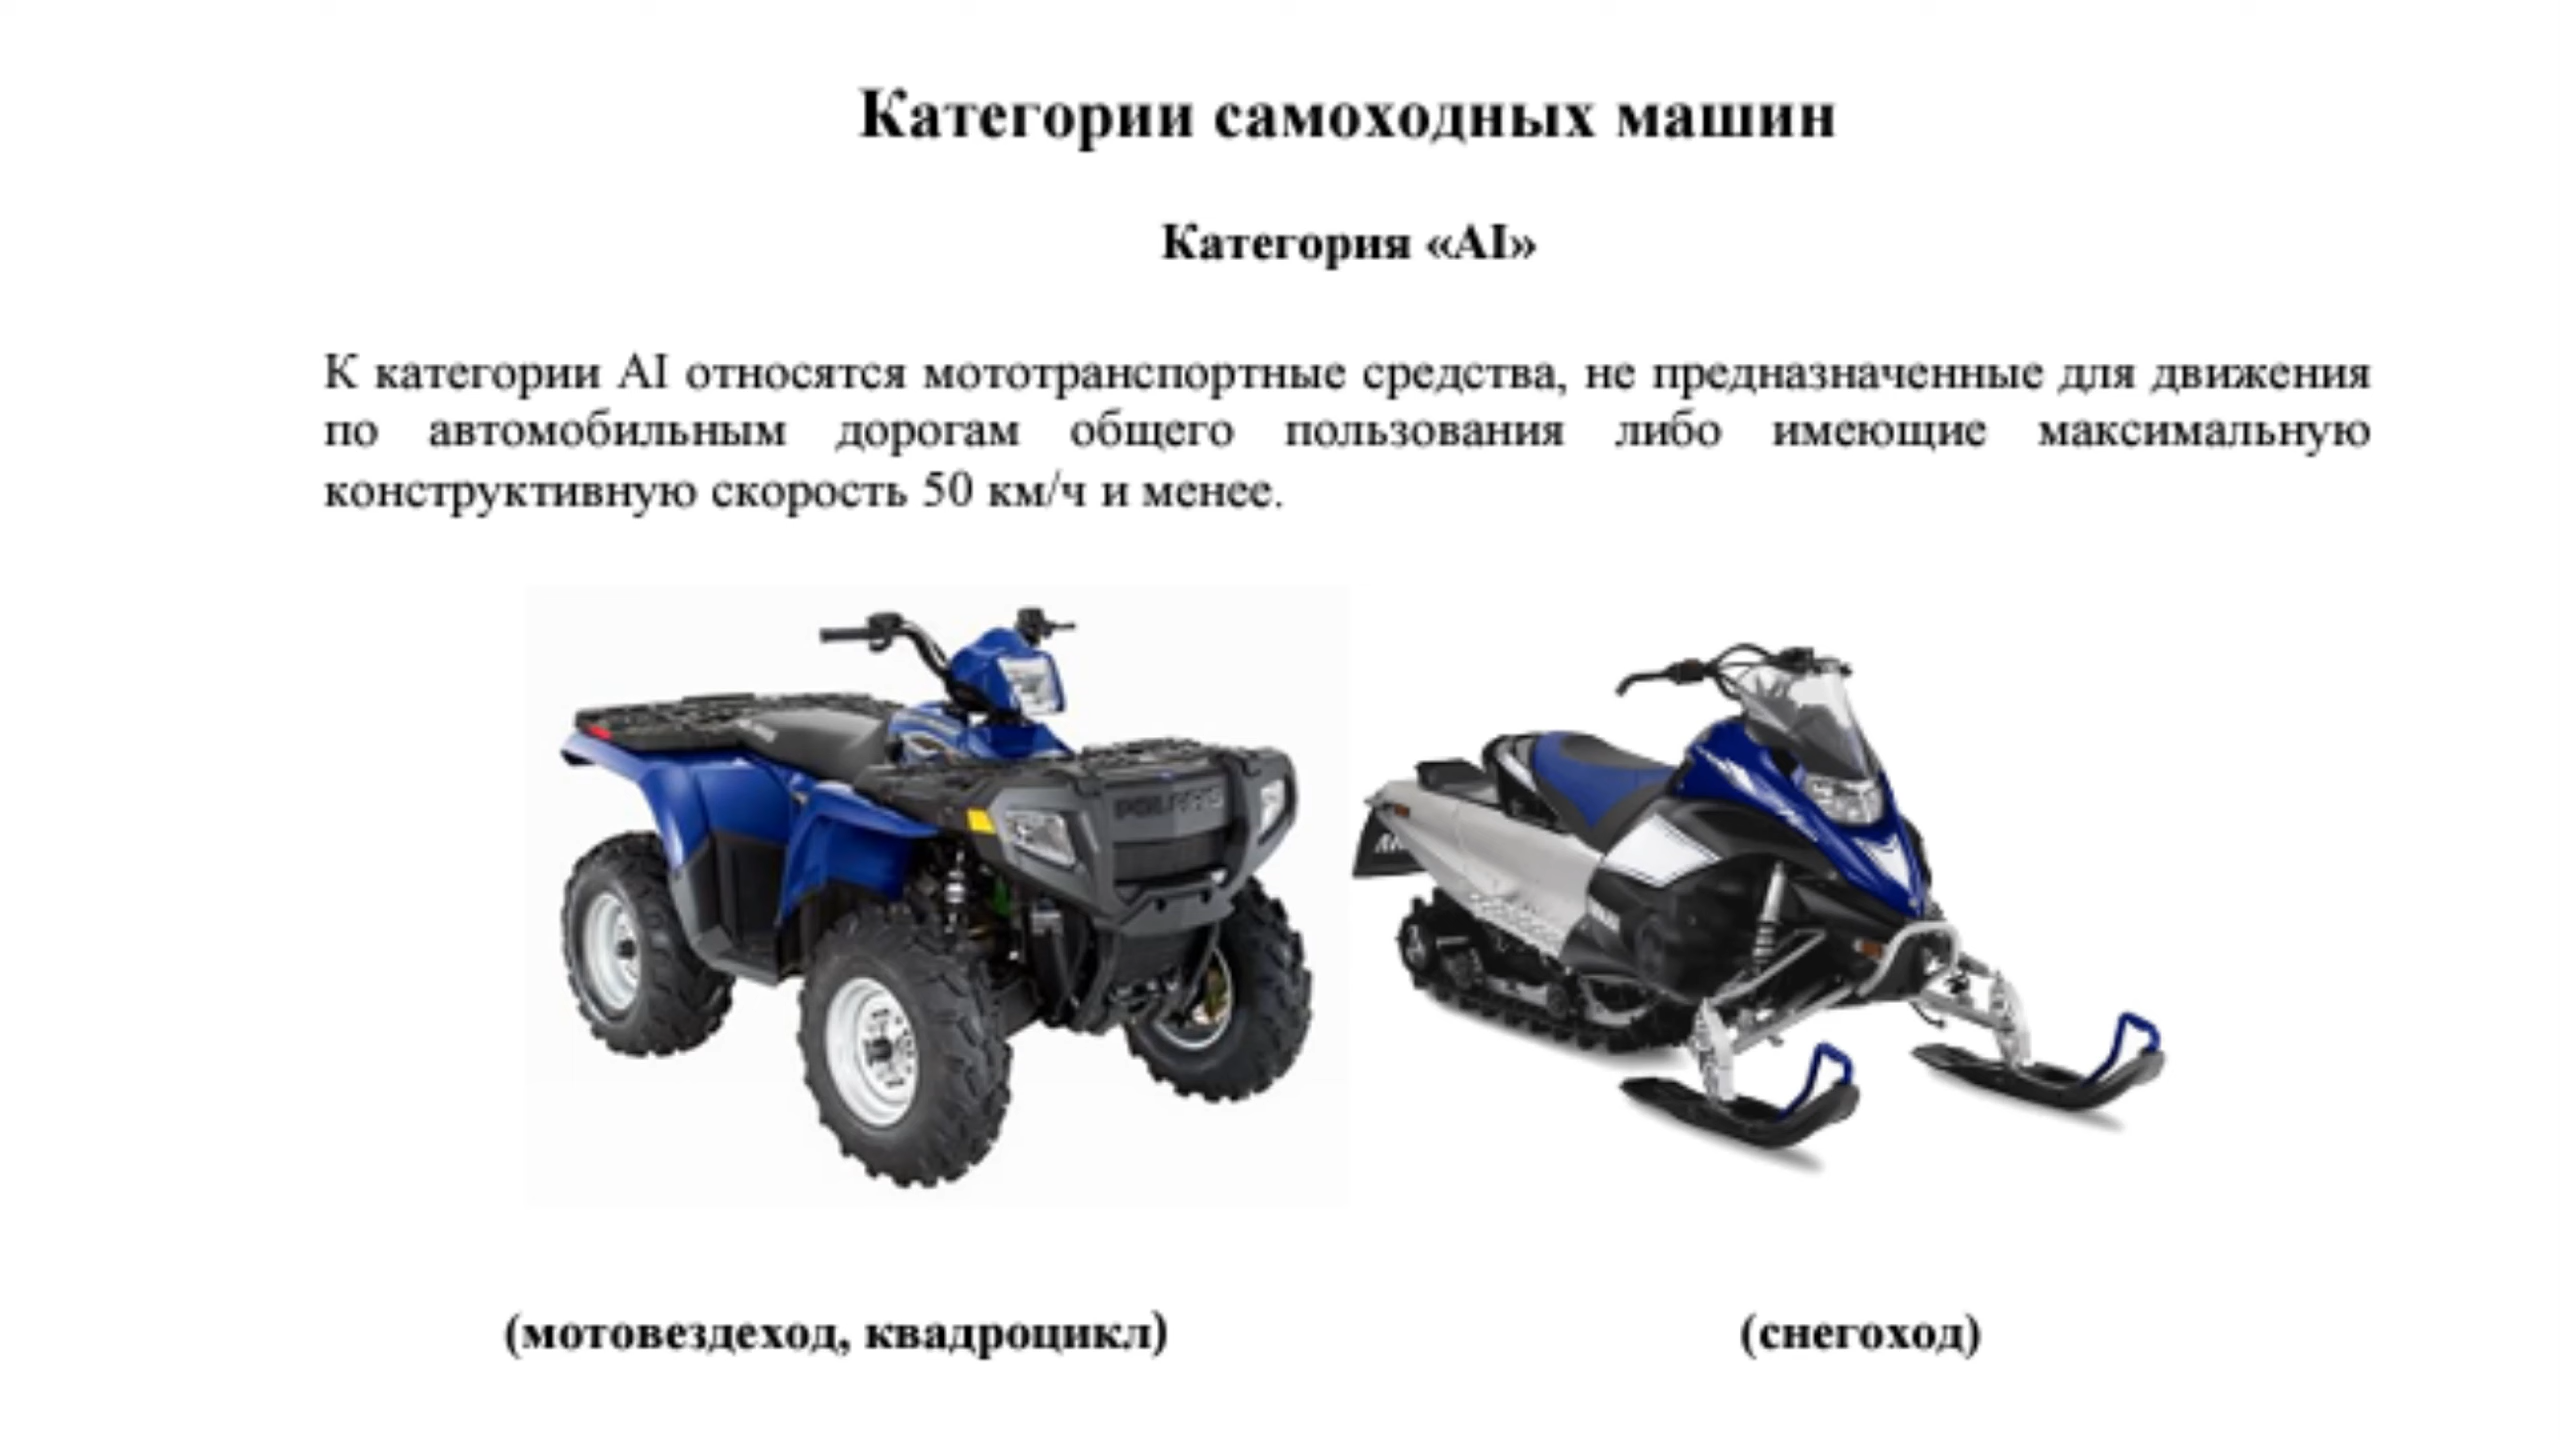 Категории самоходных машин
Категория «AI»
К категории AI относятся мототранспортные средства, не предназначенные для движения
по автомобильным дорогам общего пользования либо имеющие максимальную
конструктивную скорость 50 км/ч и менее.
POLARIS
(мотовездеход, квадроцикл)
(снегоход)